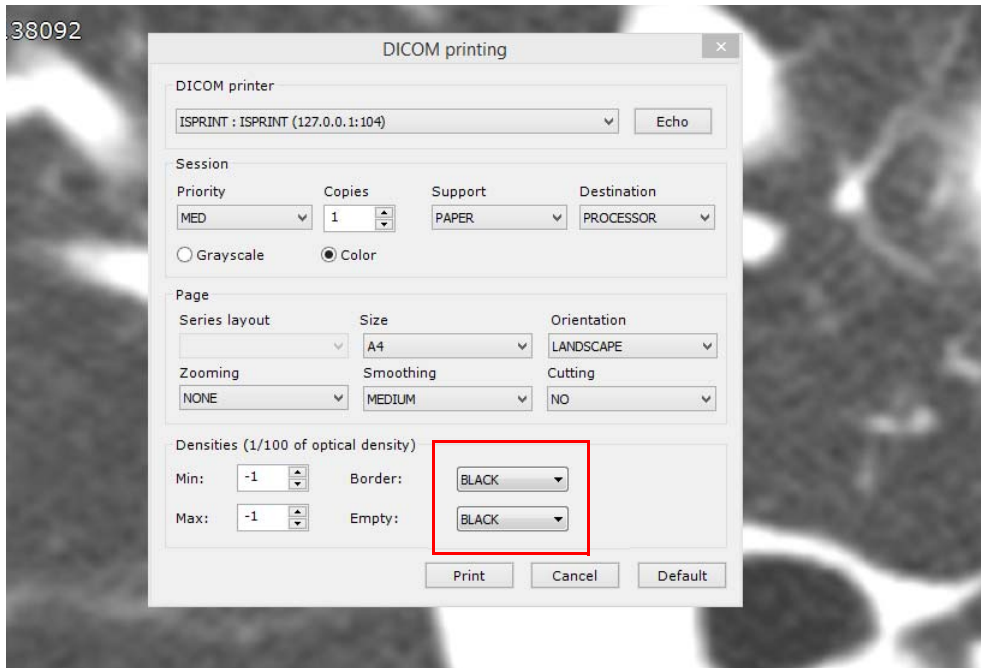 .38092
DICOM printing
DICOM printer
ISPRINT : ISPRINT (127.0.0.1:104)
Echo
Session
Priority Copies Support Destination
MED 1 PAPER PROCESSOR
Grayscale Color
Page
Series layout Size Orientation
A4 LANDSCAPE
Zooming Smoothing Cutting
NONE MEDIUM NO
Densities (1/100 of optical density)
Min: -1 Border: BLACK
Max: -1 Empty: BLACK
Print Cancel Default